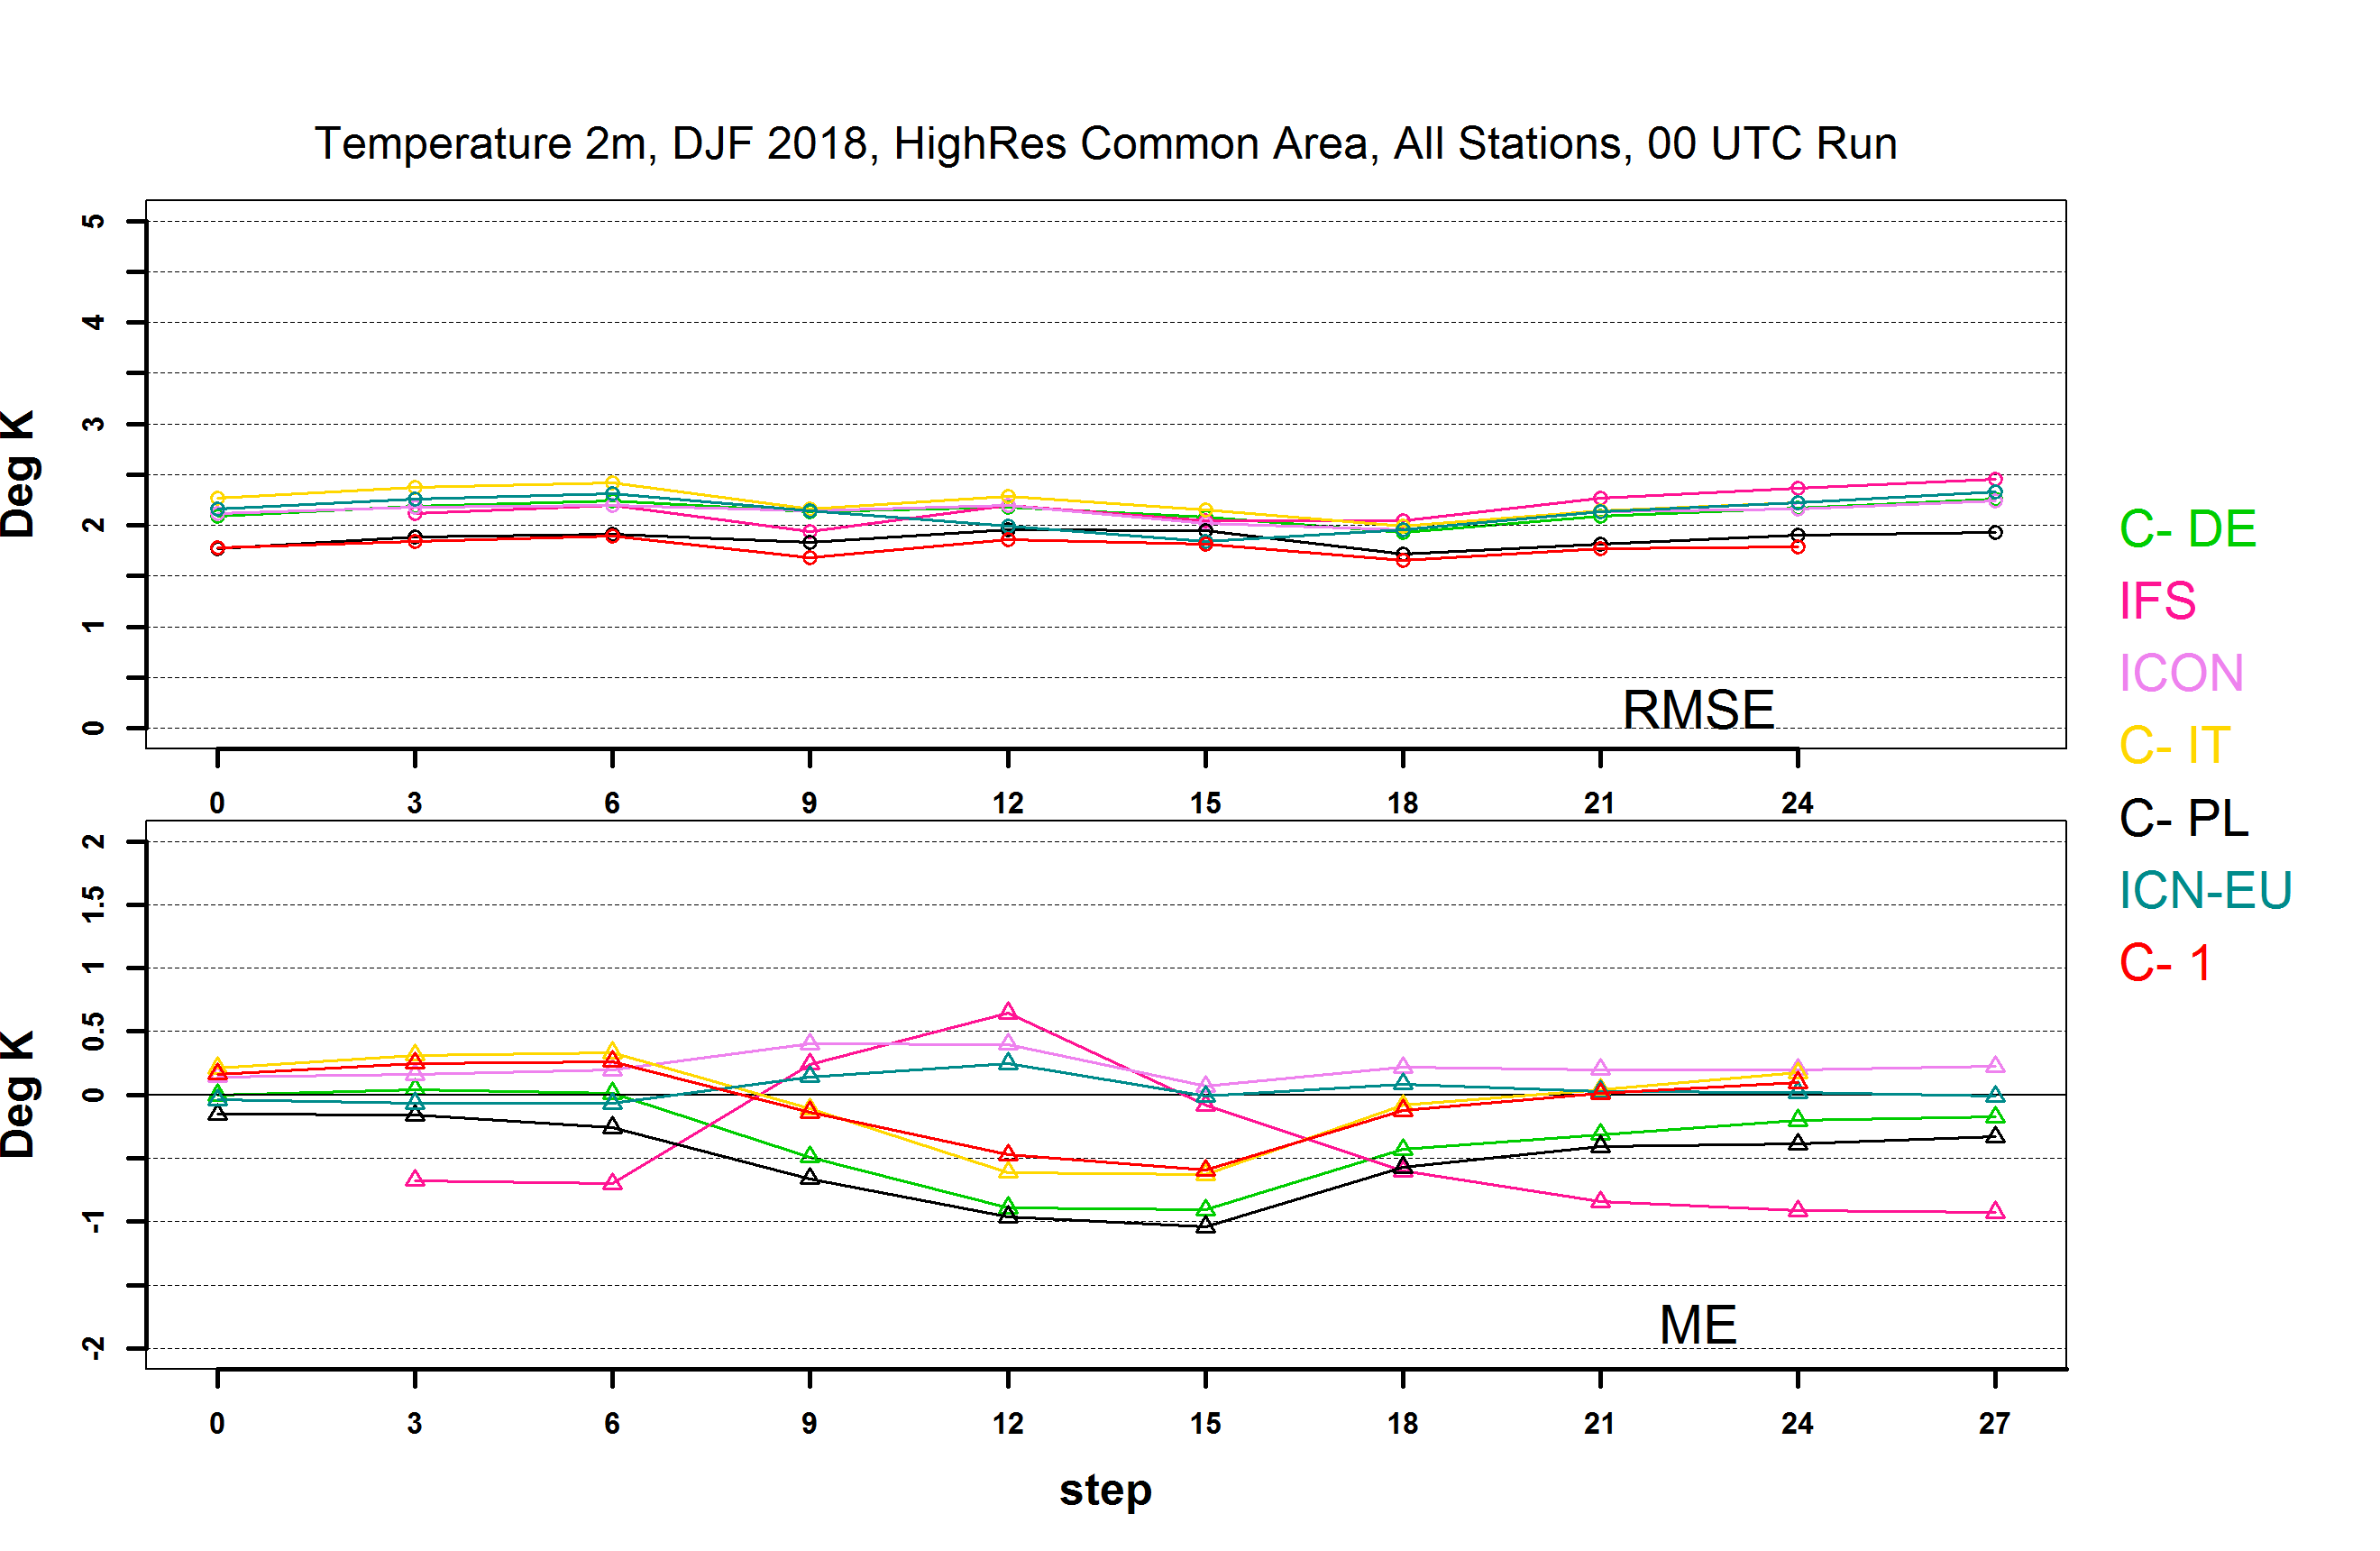 Temperature 2m, DJF 2018, HighRes Common Area, All Stations, 00 UTC Run
Deg K
5
4
3
2
1
0
RMSE
0 3 6 9 12 15 18 21 24
Deg K
2
1.5
1
0.5
0
-1
-2
ME
0 3 6 9 12 15 18 21 24 27
step
C- DE
IFS
ICON
C- IT
C- PL
ICN-EU
C- 1